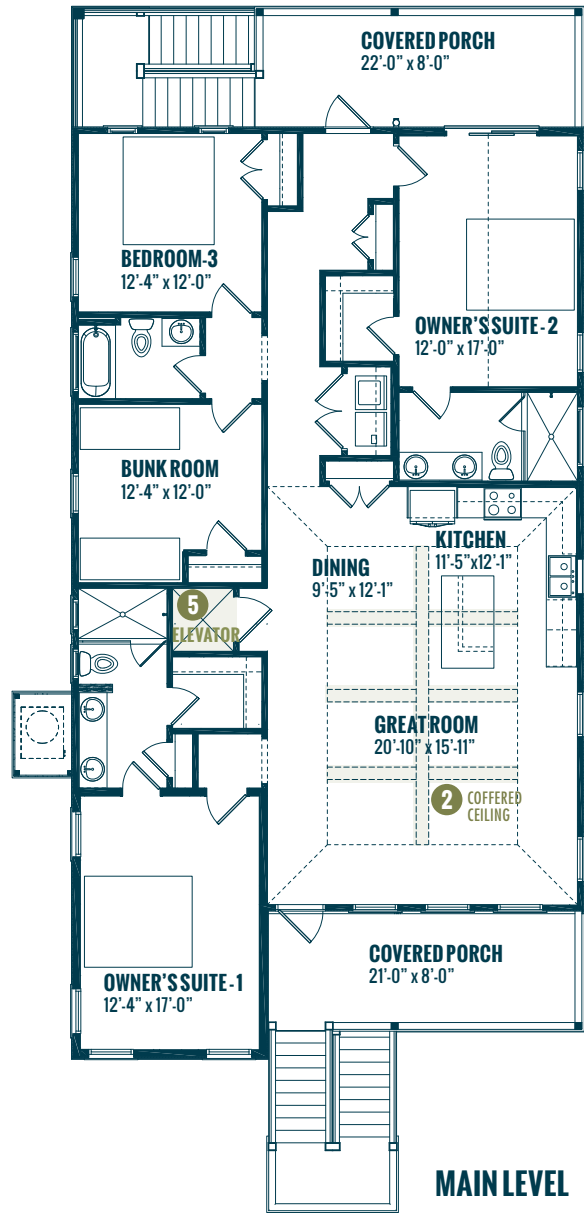 COVERED PORCH
22'-0" x 8'-0"
BEDROOM-3
12'-4" x 12'-0"
OWNER'S SUITE - 2
12'-0" x 17'-0"
BUNK ROOM
12'-4" x 12'-0"
KITCHEN
11'-5"x12'-1"
DINING
9'-5" x 12'-1"
5
ELEVATOR
GREAT ROOM
20'-10" x 15'-11"
2 COFFERED
CEILING
COVERED PORCH
21'-0" x 8'-0"
OWNER'S SUITE - 1
12'-4" x 17'-0"
MAIN LEVEL